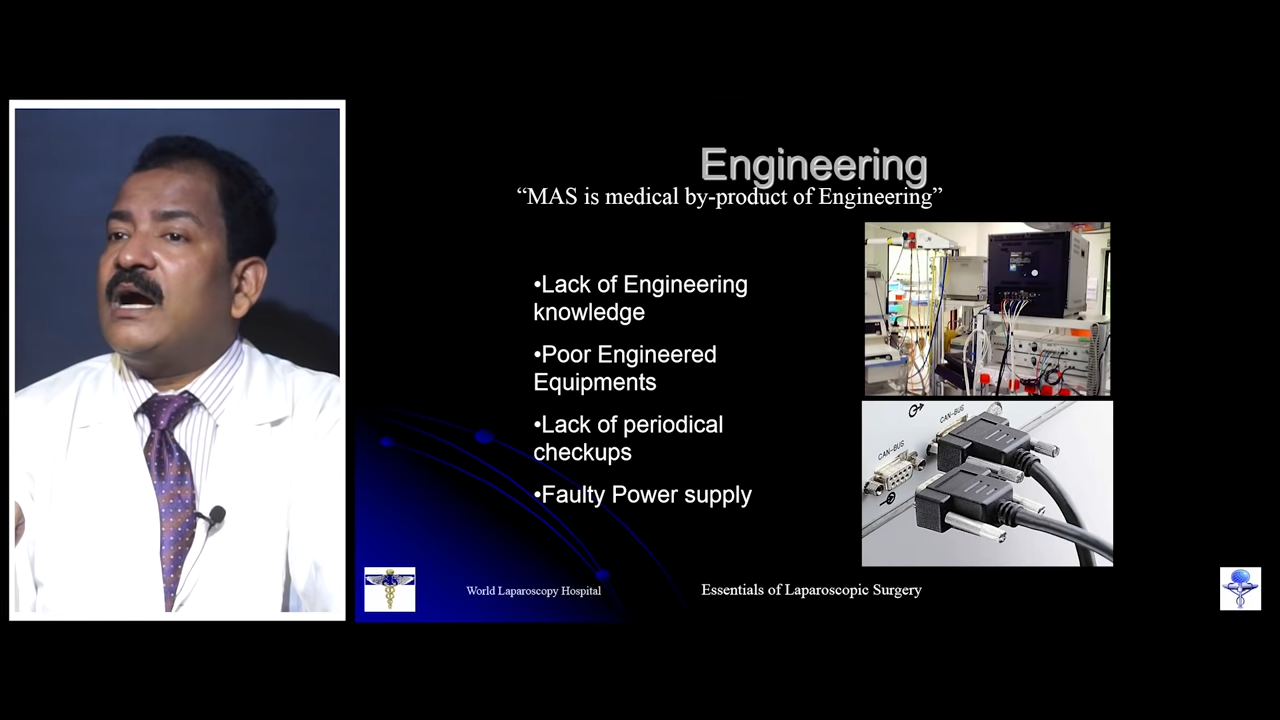 Engineering
“MAS is medical by-product of Engineering”
•Lack of Engineering
knowledge
•Poor Engineered
Equipments
•Lack of periodical
checkups
•Faulty Power supply
CAN-BUS
CAN-BUS
World Laparoscopy Hospital
Essentials of Laparoscopic Surgery